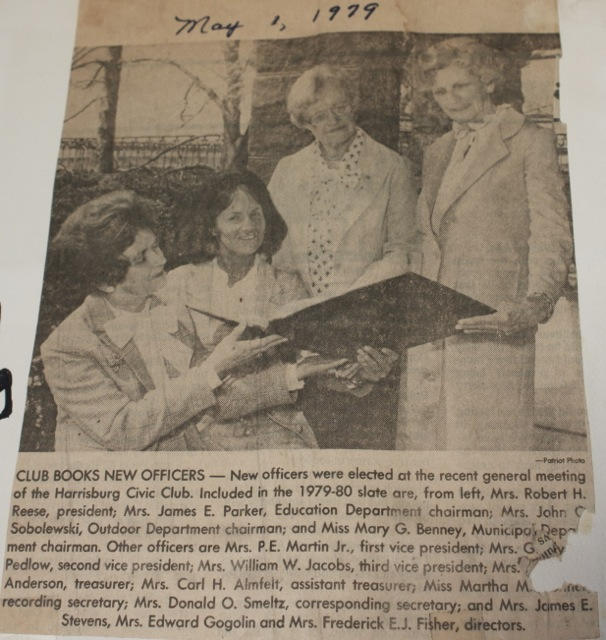 May 1, 1979
—Patriot Photo
CLUB BOOKS NEW OFFICERS — New officers were elected at the recent general meeting
of the Harrisburg Civic Club. Included in the 1979-80 slate are, from left, Mrs. Robert H.
Reese, president; Mrs. James E. Parker, Education Department chairman; Mrs. John C
Sobolewski, Outdoor Department chairman; and Miss Mary G. Benney, Municipal Depa
ment chairman. Other officers are Mrs. P.E. Martin Jr., first vice president; Mrs. G
Pedlow, second vice president; Mrs. William W. Jacobs, third vice president; Mrs.
Anderson, treasurer; Mrs. Carl H. Almfelt, assistant treasurer; Miss Martha M.
recording secretary; Mrs. Donald O. Smeltz, corresponding secretary; and Mrs. James E.
Stevens, Mrs. Edward Gogolin and Mrs. Frederick E.J. Fisher, directors.